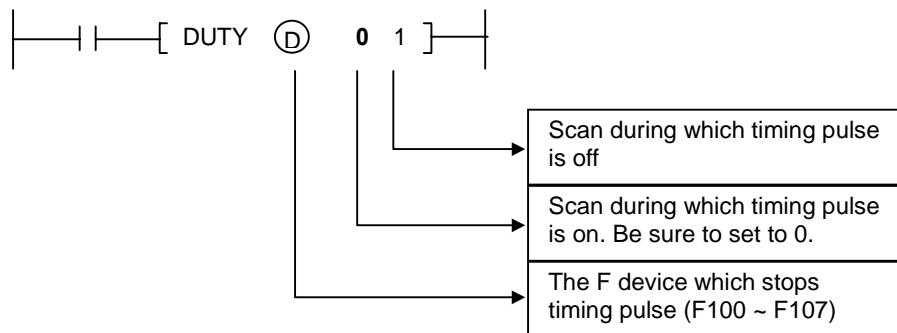 DUTY D 0 1
Scan during which timing pulse
is off
Scan during which timing pulse
is on. Be sure to set to 0.
The F device which stops
timing pulse (F100 ~ F107)